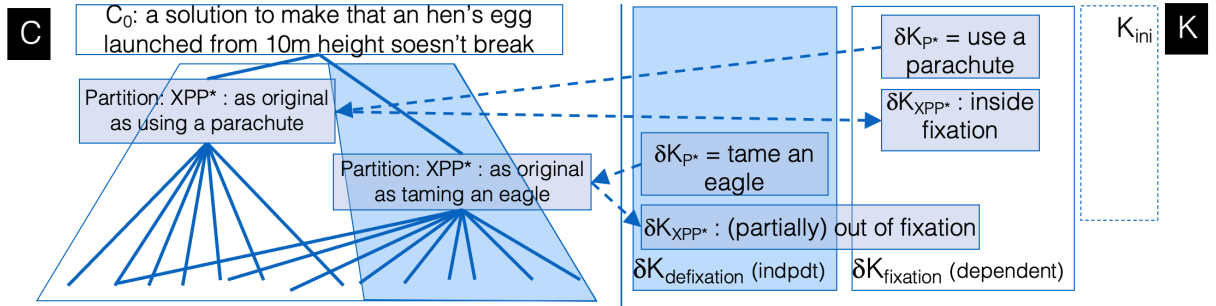 C
C₀: a solution to make that an hen's egg
launched from 10m height soesn't break
Partition: XPP* : as original
as using a parachute
Partition: XPP* : as original
as taming an eagle
δK_P* = use a
parachute
δK_XPP* : inside
fixation
δK_P* = tame an
eagle
δK_XPP* : (partially) out of fixation
δK_defixation (indpdt)
δK_fixation (dependent)
K_ini
K